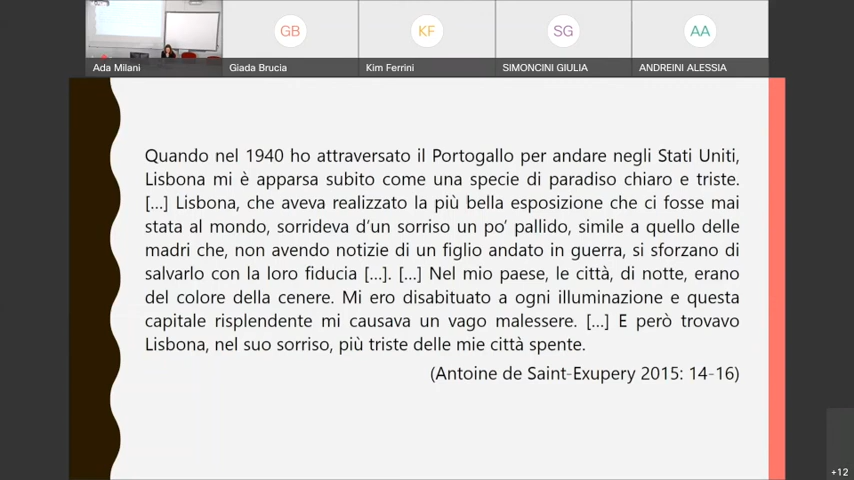 GB
KF
SG
AA
Ada Milani
Giada Brucia
Kim Ferrini
SIMONCINI GIULIA
ANDREINI ALESSIA
Quando nel 1940 ho attraversato il Portogallo per andare negli Stati Uniti,
Lisbona mi è apparsa subito come una specie di paradiso chiaro e triste.
[...] Lisbona, che aveva realizzato la più bella esposizione che ci fosse mai
stata al mondo, sorrideva d'un sorriso un po' pallido, simile a quello delle
madri che, non avendo notizie di un figlio andato in guerra, si sforzano di
salvarlo con la loro fiducia [...]. [...] Nel mio paese, le città, di notte, erano
del colore della cenere. Mi ero disabituato a ogni illuminazione e questa
capitale risplendente mi causava un vago malessere. [...] E però trovavo
Lisbona, nel suo sorriso, più triste delle mie città spente.
(Antoine de Saint-Exupery 2015: 14-16)
+12